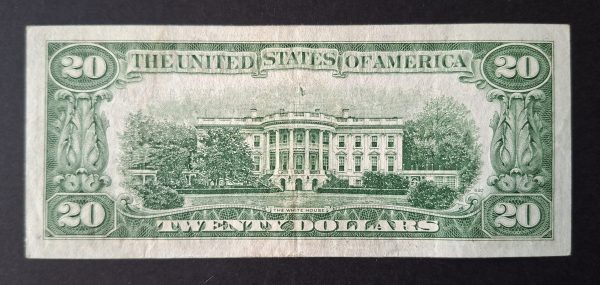 20 THE UNITED STATES OF AMERICA 20
THE WHITE HOUSE
20 TWENTY DOLLARS 20